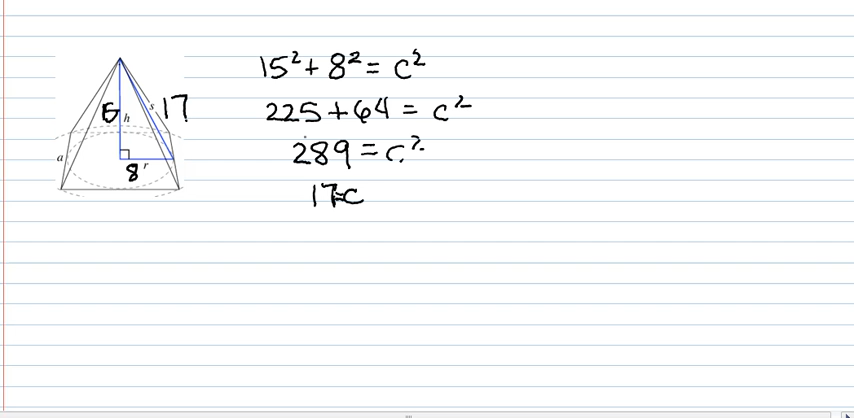 15² + 8² = c²
225 + 64 = c²
289 = c²
17 = c
15 h s 17
a
8 r